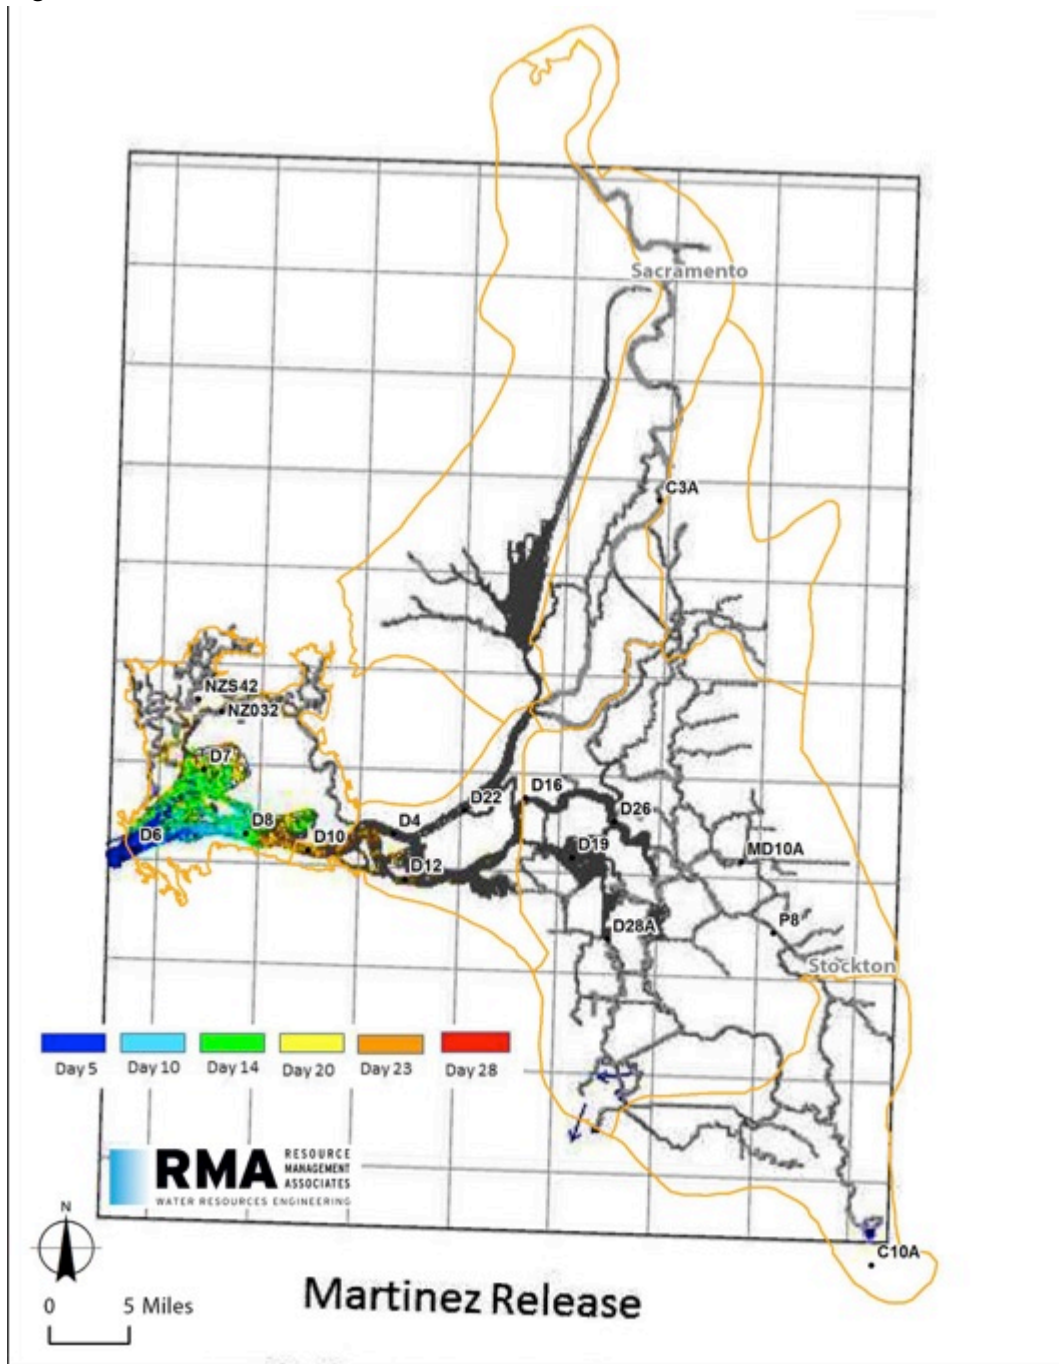 Sacramento
C3A
NZS42
NZ032
D7
D22
D16
D4
D26
D6
D8
D10
D19
MD10A
D12
P8
D28A
Stockton
Day 5
Day 10
Day 14
Day 20
Day 23
Day 28
RMA
RESOURCE
MANAGEMENT
ASSOCIATES
WATER RESOURCES ENGINEERING
N
C10A
0
5 Miles
Martinez Release